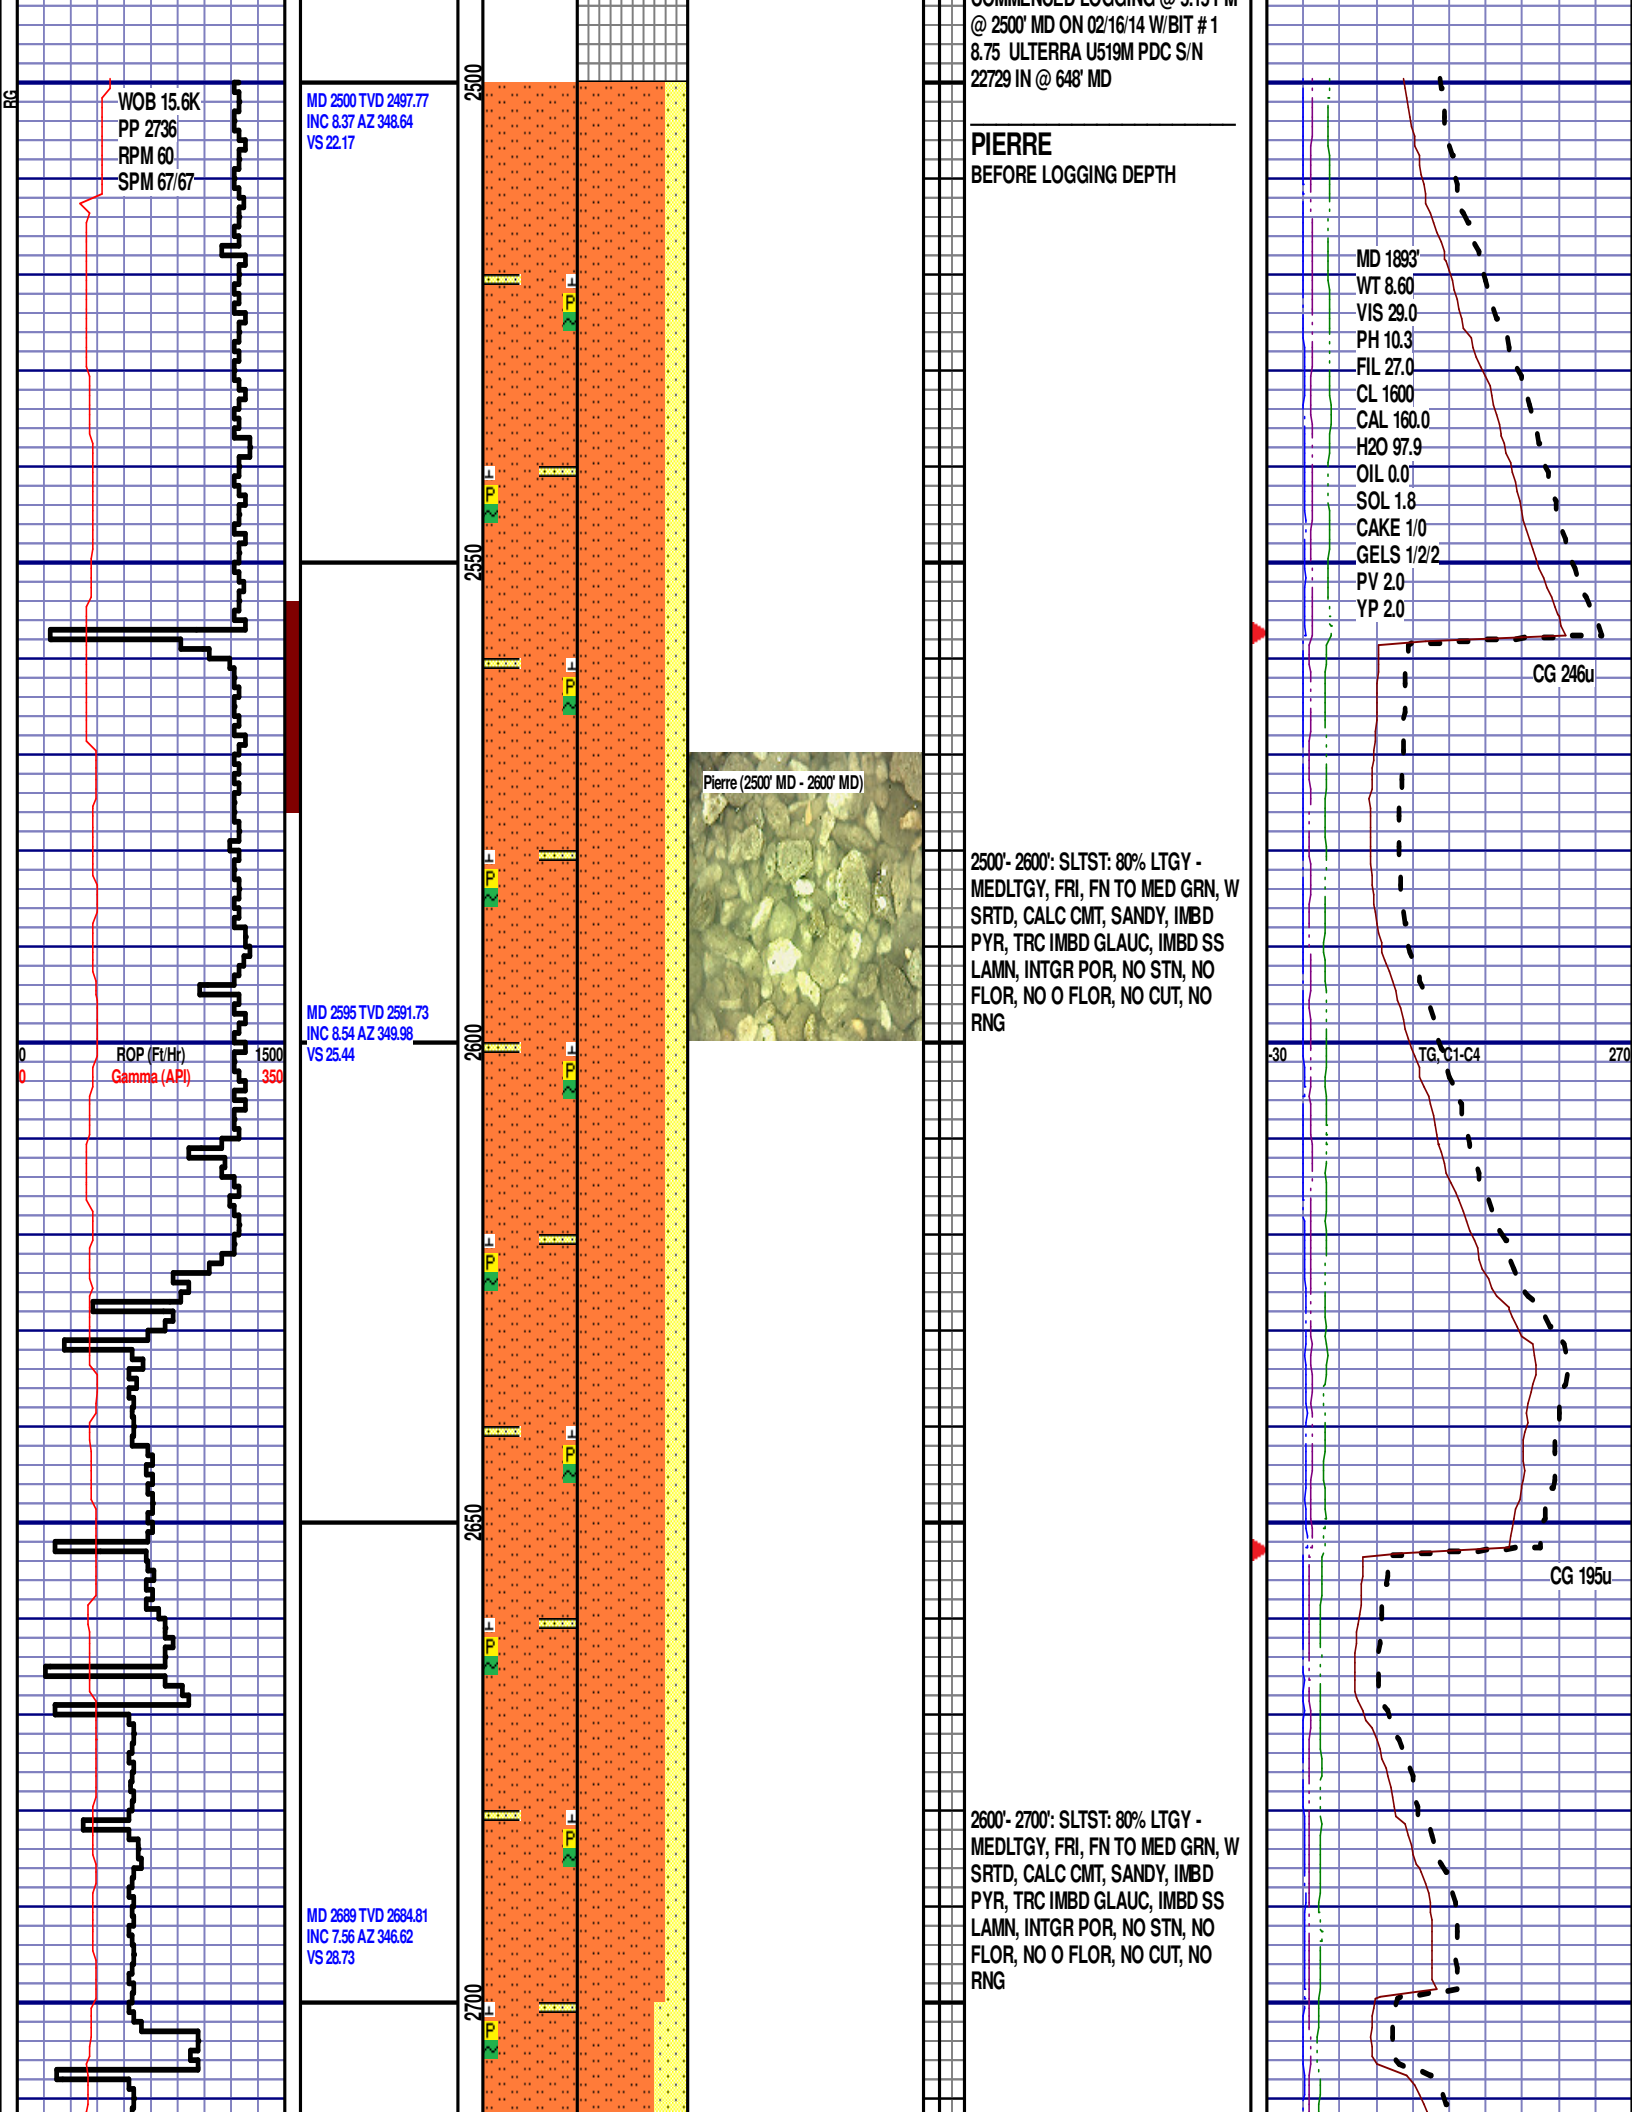 @ 2500' MD ON 02/16/14 W/BIT # 1
8.75 ULTERRA U519M PDC S/N
22729 IN @ 648' MD
PIERRE
BEFORE LOGGING DEPTH
RG
WOB 15.6K
PP 2736
RPM 60
SPM 67/67
MD 2500 TVD 2497.77
INC 8.37 AZ 348.64
VS 22.17
2500
MD 1893'
WT 8.60
VIS 29.0
PH 10.3
FIL 27.0
CL 1600
CAL 160.0
H2O 97.9
OIL 0.0
SOL 1.8
CAKE 1/0
GELS 1/2/2
PV 2.0
YP 2.0
P
P
2550
CG 246u
P
Pierre (2500' MD - 2600' MD)
P
2500'- 2600': SLTST: 80% LTGY -
MEDLTGY, FRI, FN TO MED GRN, W
SRTD, CALC CMT, SANDY, IMBD
PYR, TRC IMBD GLAUC, IMBD SS
LAMN, INTGR POR, NO STN, NO
FLOR, NO O FLOR, NO CUT, NO
RNG
MD 2595 TVD 2591.73
INC 8.54 AZ 349.98
VS 25.44
2600
0 ROP (Ft/Hr) 1500
0 Gamma (API) 350
-30 TG, C1-C4 270
P
P
P
2650
CG 195u
P
P
2600'- 2700': SLTST: 80% LTGY -
MEDLTGY, FRI, FN TO MED GRN, W
SRTD, CALC CMT, SANDY, IMBD
PYR, TRC IMBD GLAUC, IMBD SS
LAMN, INTGR POR, NO STN, NO
FLOR, NO O FLOR, NO CUT, NO
RNG
MD 2689 TVD 2684.81
INC 7.56 AZ 346.62
VS 28.73
2700
P